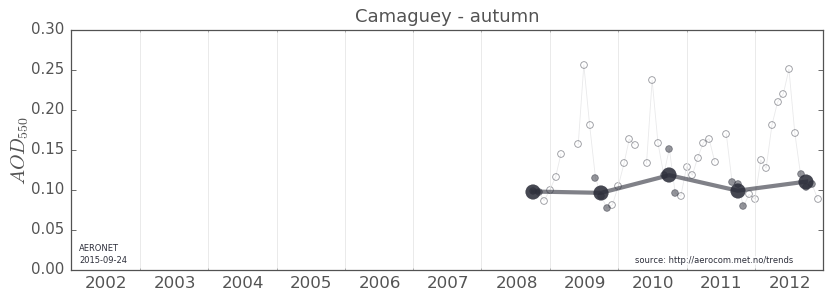 Camaguey - autumn
0.30
0.25
0.20
0.15
0.10
0.05
0.00
AOD550
AERONET
2015-09-24
source: http://aerocom.met.no/trends
2002 2003 2004 2005 2006 2007 2008 2009 2010 2011 2012